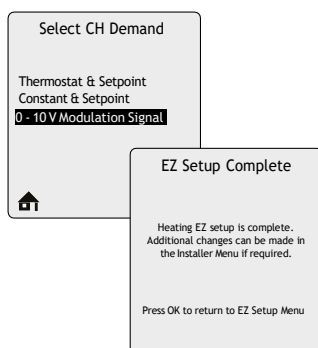 Select CH Demand
Thermostat & Setpoint
Constant & Setpoint
0 - 10 V Modulation Signal
EZ Setup Complete
Heating EZ setup is complete.
Additional changes can be made in
the Installer Menu if required.
Press OK to return to EZ Setup Menu